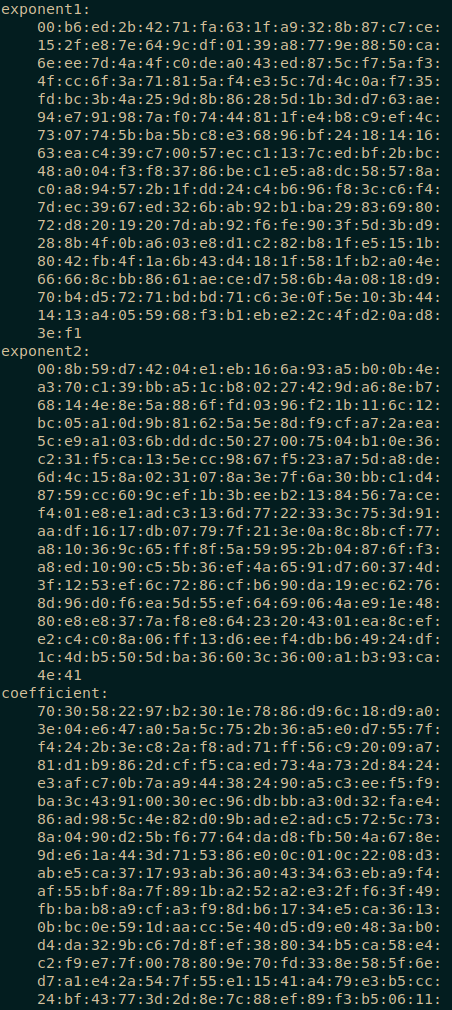 exponent1:
00:b6:ed:2b:42:71:fa:63:1f:a9:32:8b:87:c7:ce:
15:2f:e8:7e:64:9c:df:01:39:a8:77:9e:88:50:ca:
6e:ee:7d:4a:4f:c0:de:a0:43:ed:87:5c:f7:5a:f3:
4f:cc:6f:3a:71:81:5a:f4:e3:5c:7d:4c:0a:f7:35:
fd:bc:3b:4a:25:9d:8b:86:28:5d:1b:3d:d7:63:ae:
94:e7:91:98:7a:f0:74:44:81:1f:e4:b8:c9:ef:4c:
73:07:74:5b:ba:5b:c8:e3:68:96:bf:24:18:14:16:
63:ea:c4:39:c7:00:57:ec:c1:13:7c:ed:bf:2b:bc:
48:a0:04:f3:f8:37:86:be:c1:e5:a8:dc:58:57:8a:
c0:a8:94:57:2b:1f:dd:24:c4:b6:96:f8:3c:c6:f4:
7d:ec:39:67:ed:32:6b:ab:92:b1:ba:29:83:69:80:
72:d8:20:19:20:7d:ab:92:f6:fe:90:3f:5d:3b:d9:
28:8b:4f:0b:a6:03:e8:d1:c2:82:b8:1f:e5:15:1b:
80:42:fb:4f:1a:6b:43:d4:18:1f:58:1f:b2:a0:4e:
66:66:8c:bb:86:61:ae:ce:d7:58:6b:4a:08:18:d9:
70:b4:d5:72:71:bd:bd:71:c6:3e:0f:5e:10:3b:44:
14:13:a4:05:59:68:f3:b1:eb:e2:2c:4f:d2:0a:d8:
3e:f1
exponent2:
00:8b:59:d7:42:04:e1:eb:16:6a:93:a5:b0:0b:4e:
a3:70:c1:39:bb:a5:1c:b8:02:27:42:9d:a6:8e:b7:
68:14:4e:8e:5a:88:6f:fd:03:96:f2:1b:11:6c:12:
bc:05:a1:0d:9b:81:62:5a:5e:8d:f9:cf:a7:2a:ea:
5c:e9:a1:03:6b:dd:dc:50:27:00:75:04:b1:0e:36:
c2:31:f5:ca:13:5e:cc:98:67:f5:23:a7:5d:a8:de:
6d:4c:15:8a:02:31:07:8a:3e:7f:6a:30:bb:c1:d4:
87:59:cc:60:9c:ef:1b:3b:ee:b2:13:84:56:7a:ce:
f4:01:e8:e1:ad:c3:13:6d:77:22:33:3c:75:3d:91:
aa:df:16:17:db:07:79:7f:21:3e:0a:8c:8b:cf:77:
a8:10:36:9c:65:ff:8f:5a:59:95:2b:04:87:6f:f3:
a8:ed:10:90:c5:5b:36:ef:4a:65:91:d7:60:37:4d:
3f:12:53:ef:6c:72:86:cf:b6:90:da:19:ec:62:76:
8d:96:d0:f6:ea:5d:55:ef:64:69:06:4a:e9:1e:48:
80:e8:e8:37:7a:f8:e8:64:23:20:43:01:ea:8c:ef:
e2:c4:c0:8a:06:ff:13:d6:ee:f4:db:b6:49:24:df:
1c:4d:b5:50:5d:ba:36:60:3c:36:00:a1:b3:93:ca:
4e:41
coefficient:
70:30:58:22:97:b2:30:1e:78:86:d9:6c:18:d9:a0:
3e:04:e6:47:a0:5a:5c:75:2b:36:a5:e0:d7:55:7f:
f4:24:2b:3e:c8:2a:f8:ad:71:ff:56:c9:20:09:a7:
81:d1:b9:86:2d:cf:f5:ca:ed:73:4a:73:2d:84:24:
e3:af:c7:0b:7a:a9:44:38:24:90:a5:c3:ee:f5:f9:
ba:3c:43:91:00:30:ec:96:db:bb:a3:0d:32:fa:e4:
86:ad:98:5c:4e:82:d0:9b:ad:e2:ad:c5:72:5c:73:
8a:04:90:d2:5b:f6:77:64:da:d8:fb:50:4a:67:8e:
9d:e6:1a:44:3d:71:53:86:e0:0c:01:0c:22:08:d3:
ab:e5:ca:37:17:93:ab:36:a0:43:34:63:eb:a9:f4:
af:55:bf:8a:7f:89:1b:a2:52:a2:e3:2f:f6:3f:49:
fb:ba:b8:a9:cf:a3:f9:8d:b6:17:34:e5:ca:36:13:
0b:bc:0e:59:1d:aa:cc:5e:40:d5:d9:e0:48:3a:b0:
d4:da:32:9b:c6:7d:8f:ef:38:80:34:b5:ca:58:e4:
c2:f9:e7:7f:00:78:80:9e:70:fd:33:8e:58:5f:6e:
d7:a1:e4:2a:54:7f:55:e1:15:41:a4:79:e3:b5:cc:
24:bf:43:77:3d:2d:8e:7c:88:ef:89:f3:b5:06:11: